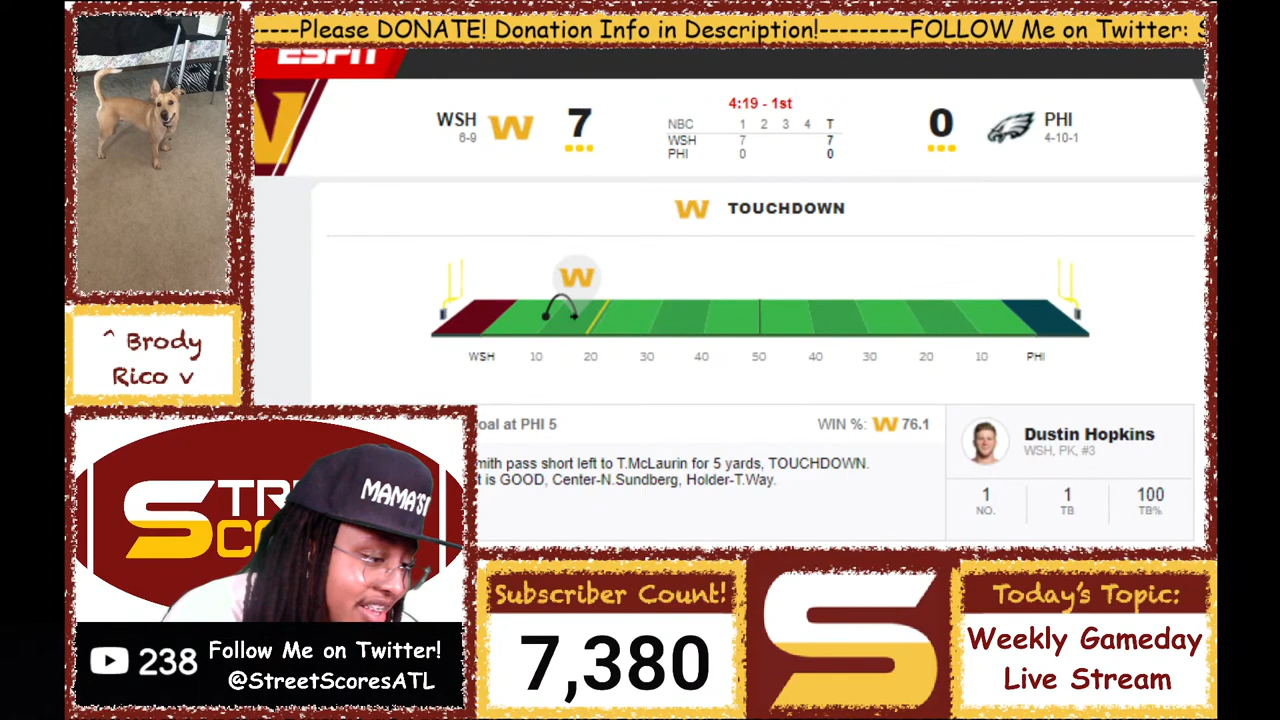 -----Please DONATE! Donation Info in Description!---------FOLLOW Me on Twitter: S
ESPN
WSH
6-9
W
7
4:19 - 1st
NBC 1 2 3 4 T
WSH 7 7
PHI 0 0
0
PHI
4-10-1
W TOUCHDOWN
W
WSH 10 20 30 40 50 40 30 20 10 PHI
^ Brody
Rico v
oal at PHI 5
WIN %: W 76.1
mith pass short left to T.McLaurin for 5 yards, TOUCHDOWN.
t is GOOD, Center-N.Sundberg, Holder-T.Way.
Dustin Hopkins
WSH, PK, #3
1 1 100
NO. TB TB%
STR
SCO
MAMA'S
238
Follow Me on Twitter!
@StreetScoresATL
Subscriber Count!
7,380
S
Today's Topic:
Weekly Gameday
Live Stream